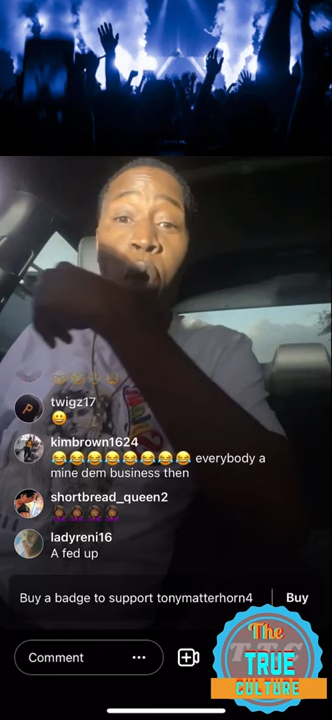 twigz17
😀
kimbrown1624
😂😂😂😂😂😂😂😂 everybody a
mine dem business then
shortbread_queen2
🤦🏾‍♀️🤦🏾‍♀️🤦🏾‍♀️🤦🏾‍♀️
ladyreni16
A fed up
Buy a badge to support tonymatterhorn4
Buy
Comment
The
T.T.C
TRUE
CULTURE